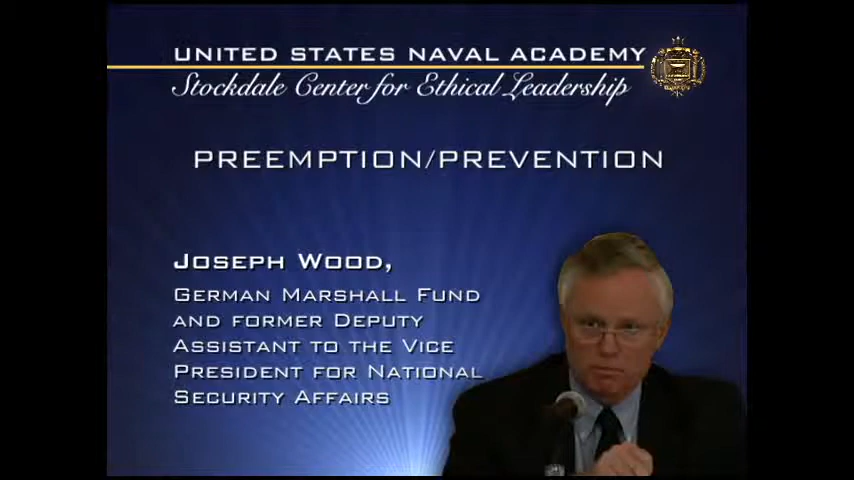 UNITED STATES NAVAL ACADEMY
Stockdale Center for Ethical Leadership
PREEMPTION/PREVENTION
JOSEPH WOOD,
GERMAN MARSHALL FUND
AND FORMER DEPUTY
ASSISTANT TO THE VICE
PRESIDENT FOR NATIONAL
SECURITY AFFAIRS